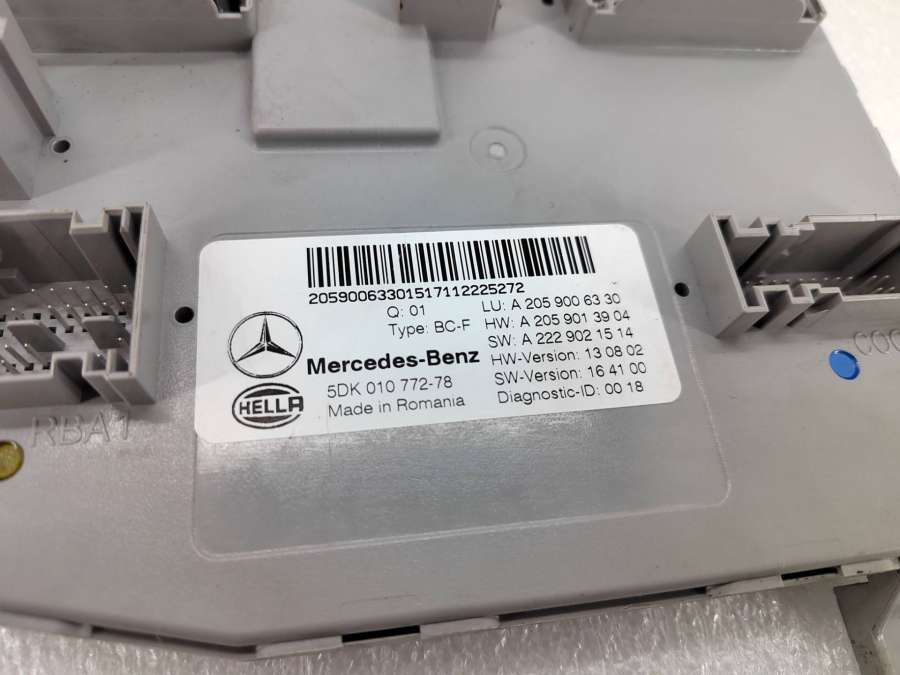 2059006330151711222​5272
Q: 01
LU: A 205 900 63 30
Type: BC-F
HW: A 205 901 39 04
SW: A 222 902 15 14
Mercedes-Benz
HW-Version: 13 08 02
5DK 010 772-78
SW-Version: 16 41 00
HELLA
Made in Romania
Diagnostic-ID: 00 18
RBA1